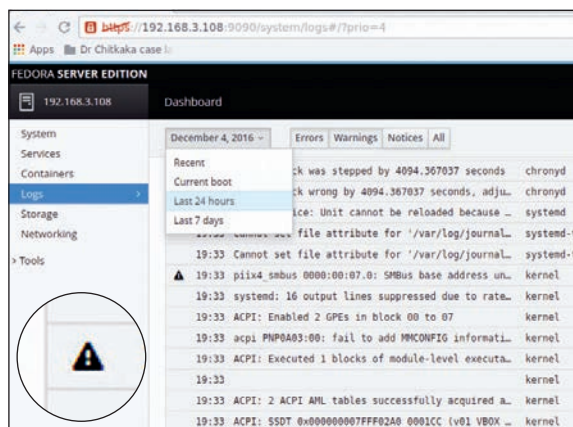 https://192.168.3.108:9090/system/logs#/?prio=4
Apps Dr Chitkaka case la
FEDORA SERVER EDITION
192.168.3.108
Dashboard
System
Services
Containers
Logs
Storage
Networking
Tools
December 4, 2016
Errors Warnings Notices All
Recent
Current boot
Last 24 hours
Last 7 days
ck was stepped by 4094.367037 seconds chronyd
ck wrong by 4094.367037 seconds, adju… chronyd
ice: Unit cannot be reloaded because … systemd
19:33 Cannot set file attribute for '/var/log/journal… systemd-
19:33 Cannot set file attribute for '/var/log/journal… systemd-
19:33 piix4_smbus 0000:00:07.0: SMBus base address un… kernel
19:33 systemd: 16 output lines suppressed due to rate… kernel
19:33 ACPI: Enabled 2 GPEs in block 00 to 07 kernel
19:33 acpi PNP0A03:00: fail to add MMCONFIG informati… kernel
19:33 ACPI: Executed 1 blocks of module-level executa… kernel
19:33 kernel
19:33 ACPI: 2 ACPI AML tables successfully acquired a… kernel
19:33 ACPI: SSDT 0x000000007FFF02A0 0001CC (v01 VBOX … kernel